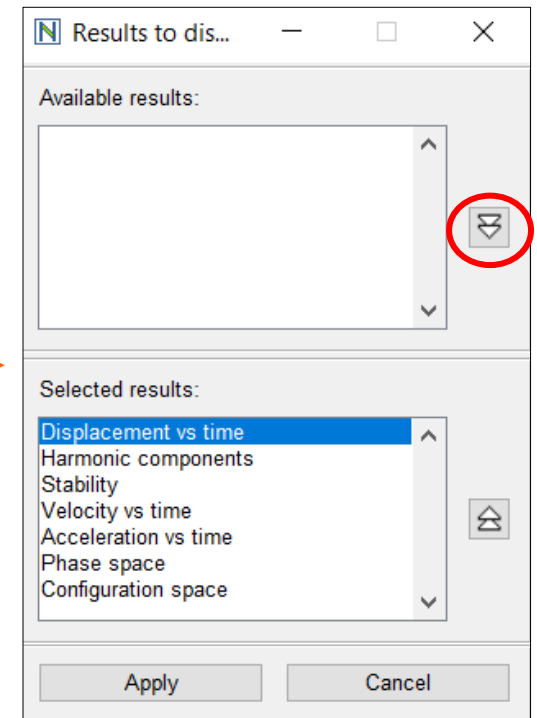 Results to dis...
Available results:
Selected results:
Displacement vs time
Harmonic components
Stability
Velocity vs time
Acceleration vs time
Phase space
Configuration space
Apply
Cancel